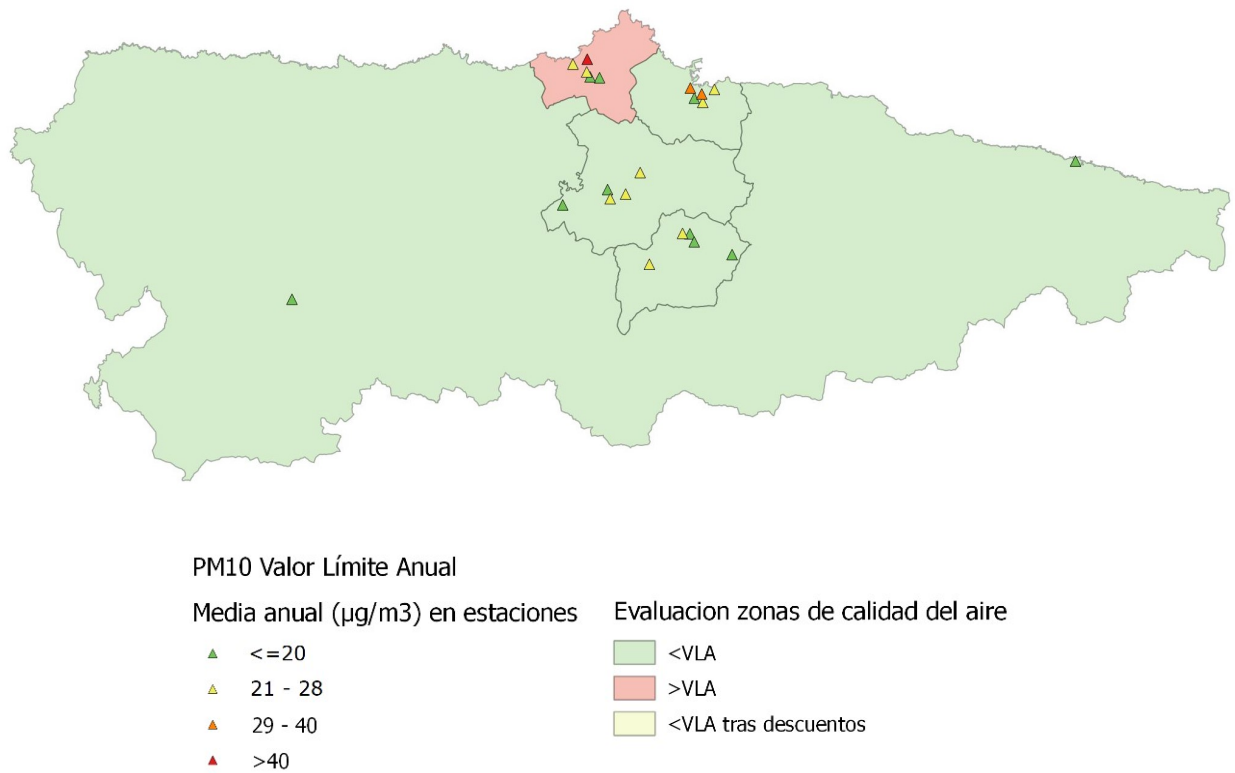 PM10 Valor Límite Anual
Media anual (µg/m3) en estaciones
<=20
21 - 28
29 - 40
>40
Evaluacion zonas de calidad del aire
<VLA
>VLA
<VLA tras descuentos